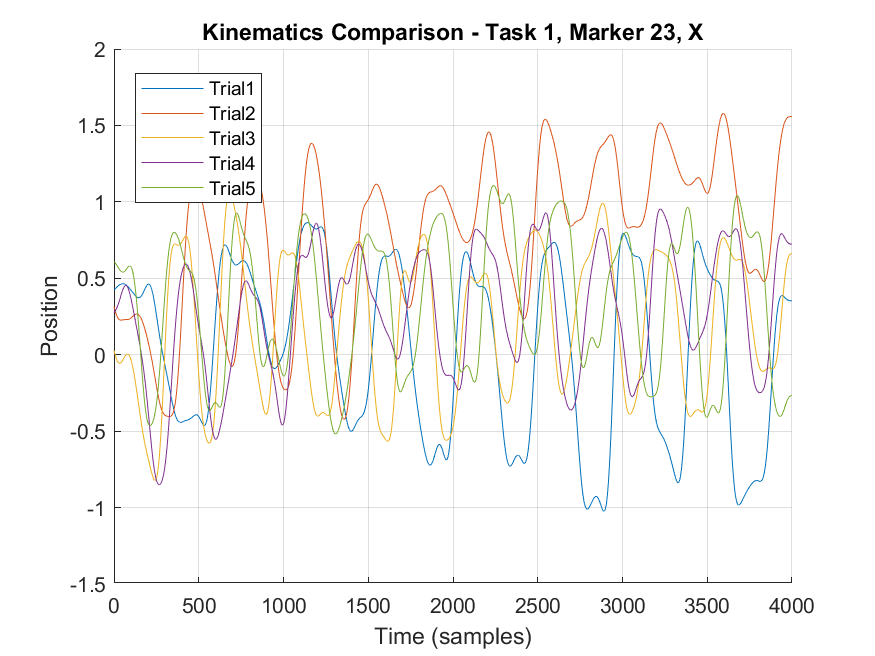 Kinematics Comparison - Task 1, Marker 23, X
2
1.5
1
0.5
0
-0.5
-1
-1.5
Position
Trial1
Trial2
Trial3
Trial4
Trial5
0 500 1000 1500 2000 2500 3000 3500 4000
Time (samples)